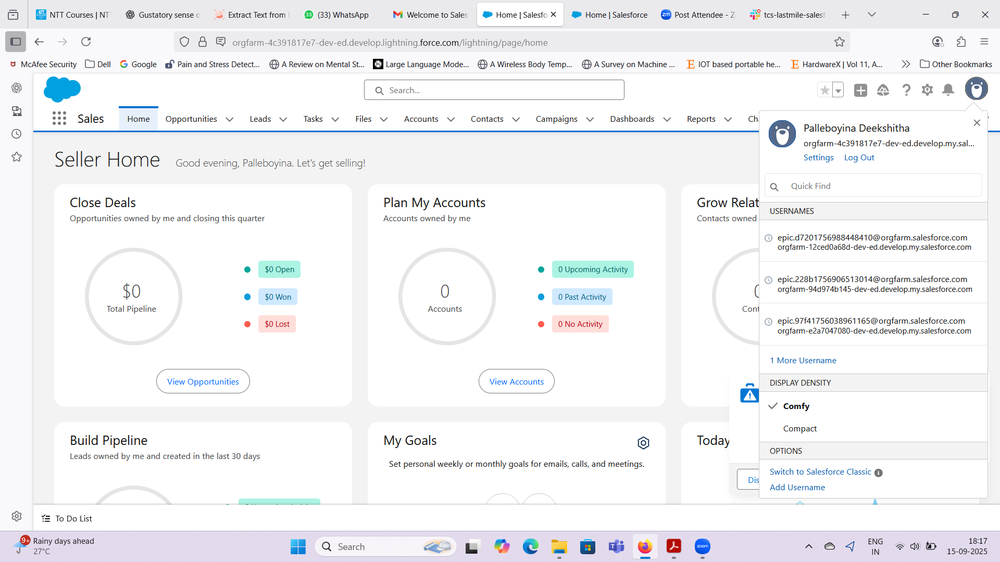 NTT Courses | NT
Gustatory sense o
Extract Text from
(33) WhatsApp
Welcome to Sales
Home | Salesfo
Home | Salesforce
Post Attendee - Z
tcs-lastmile-salesf
orgfarm-4c391817e7-dev-ed.develop.lightning.force.com/lightning/page/home
McAfee Security
Dell
Google
Pain and Stress Detect...
A Review on Mental St...
Large Language Mode...
A Wireless Body Temp...
A Survey on Machine ...
IOT based portable he...
HardwareX | Vol 11, A...
Other Bookmarks
Search...
Sales
Home
Opportunities
Leads
Tasks
Files
Accounts
Contacts
Campaigns
Dashboards
Reports
Seller Home
Good evening, Palleboyina. Let's get selling!
Close Deals
Opportunities owned by me and closing this quarter
$0
Total Pipeline
$0 Open
$0 Won
$0 Lost
View Opportunities
Plan My Accounts
Accounts owned by me
0
Accounts
0 Upcoming Activity
0 Past Activity
0 No Activity
View Accounts
Grow Relat
Contacts owned
Cont
Build Pipeline
Leads owned by me and created in the last 30 days
My Goals
Set personal weekly or monthly goals for emails, calls, and meetings.
Today
Dis
Palleboyina Deekshitha
orgfarm-4c391817e7-dev-ed.develop.my.sal...
Settings
Log Out
Quick Find
USERNAMES
epic.d7201756988448410@orgfarm.salesforce.com
orgfarm-12ced0a68d-dev-ed.develop.my.salesforce.com
epic.228b1756906513014@orgfarm.salesforce.com
orgfarm-94d974b145-dev-ed.develop.my.salesforce.com
epic.97f41756038961165@orgfarm.salesforce.com
orgfarm-e2a7047080-dev-ed.develop.my.salesforce.com
1 More Username
DISPLAY DENSITY
Comfy
Compact
OPTIONS
Switch to Salesforce Classic
Add Username
To Do List
9+
Rainy days ahead
27°C
Search
zoom
ENG
IN
18:17
15-09-2025